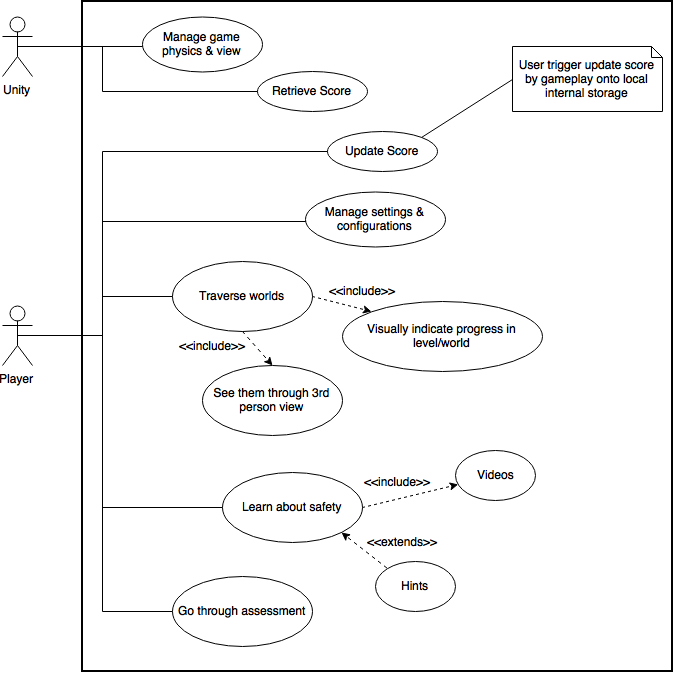 Manage game
physics & view
Unity
Retrieve Score
User trigger update score
by gameplay onto local
internal storage
Update Score
Manage settings &
configurations
Traverse worlds
<<include>>
Visually indicate progress in
level/world
<<include>>
See them through 3rd
person view
Player
Learn about safety
<<include>>
Videos
<<extends>>
Hints
Go through assessment